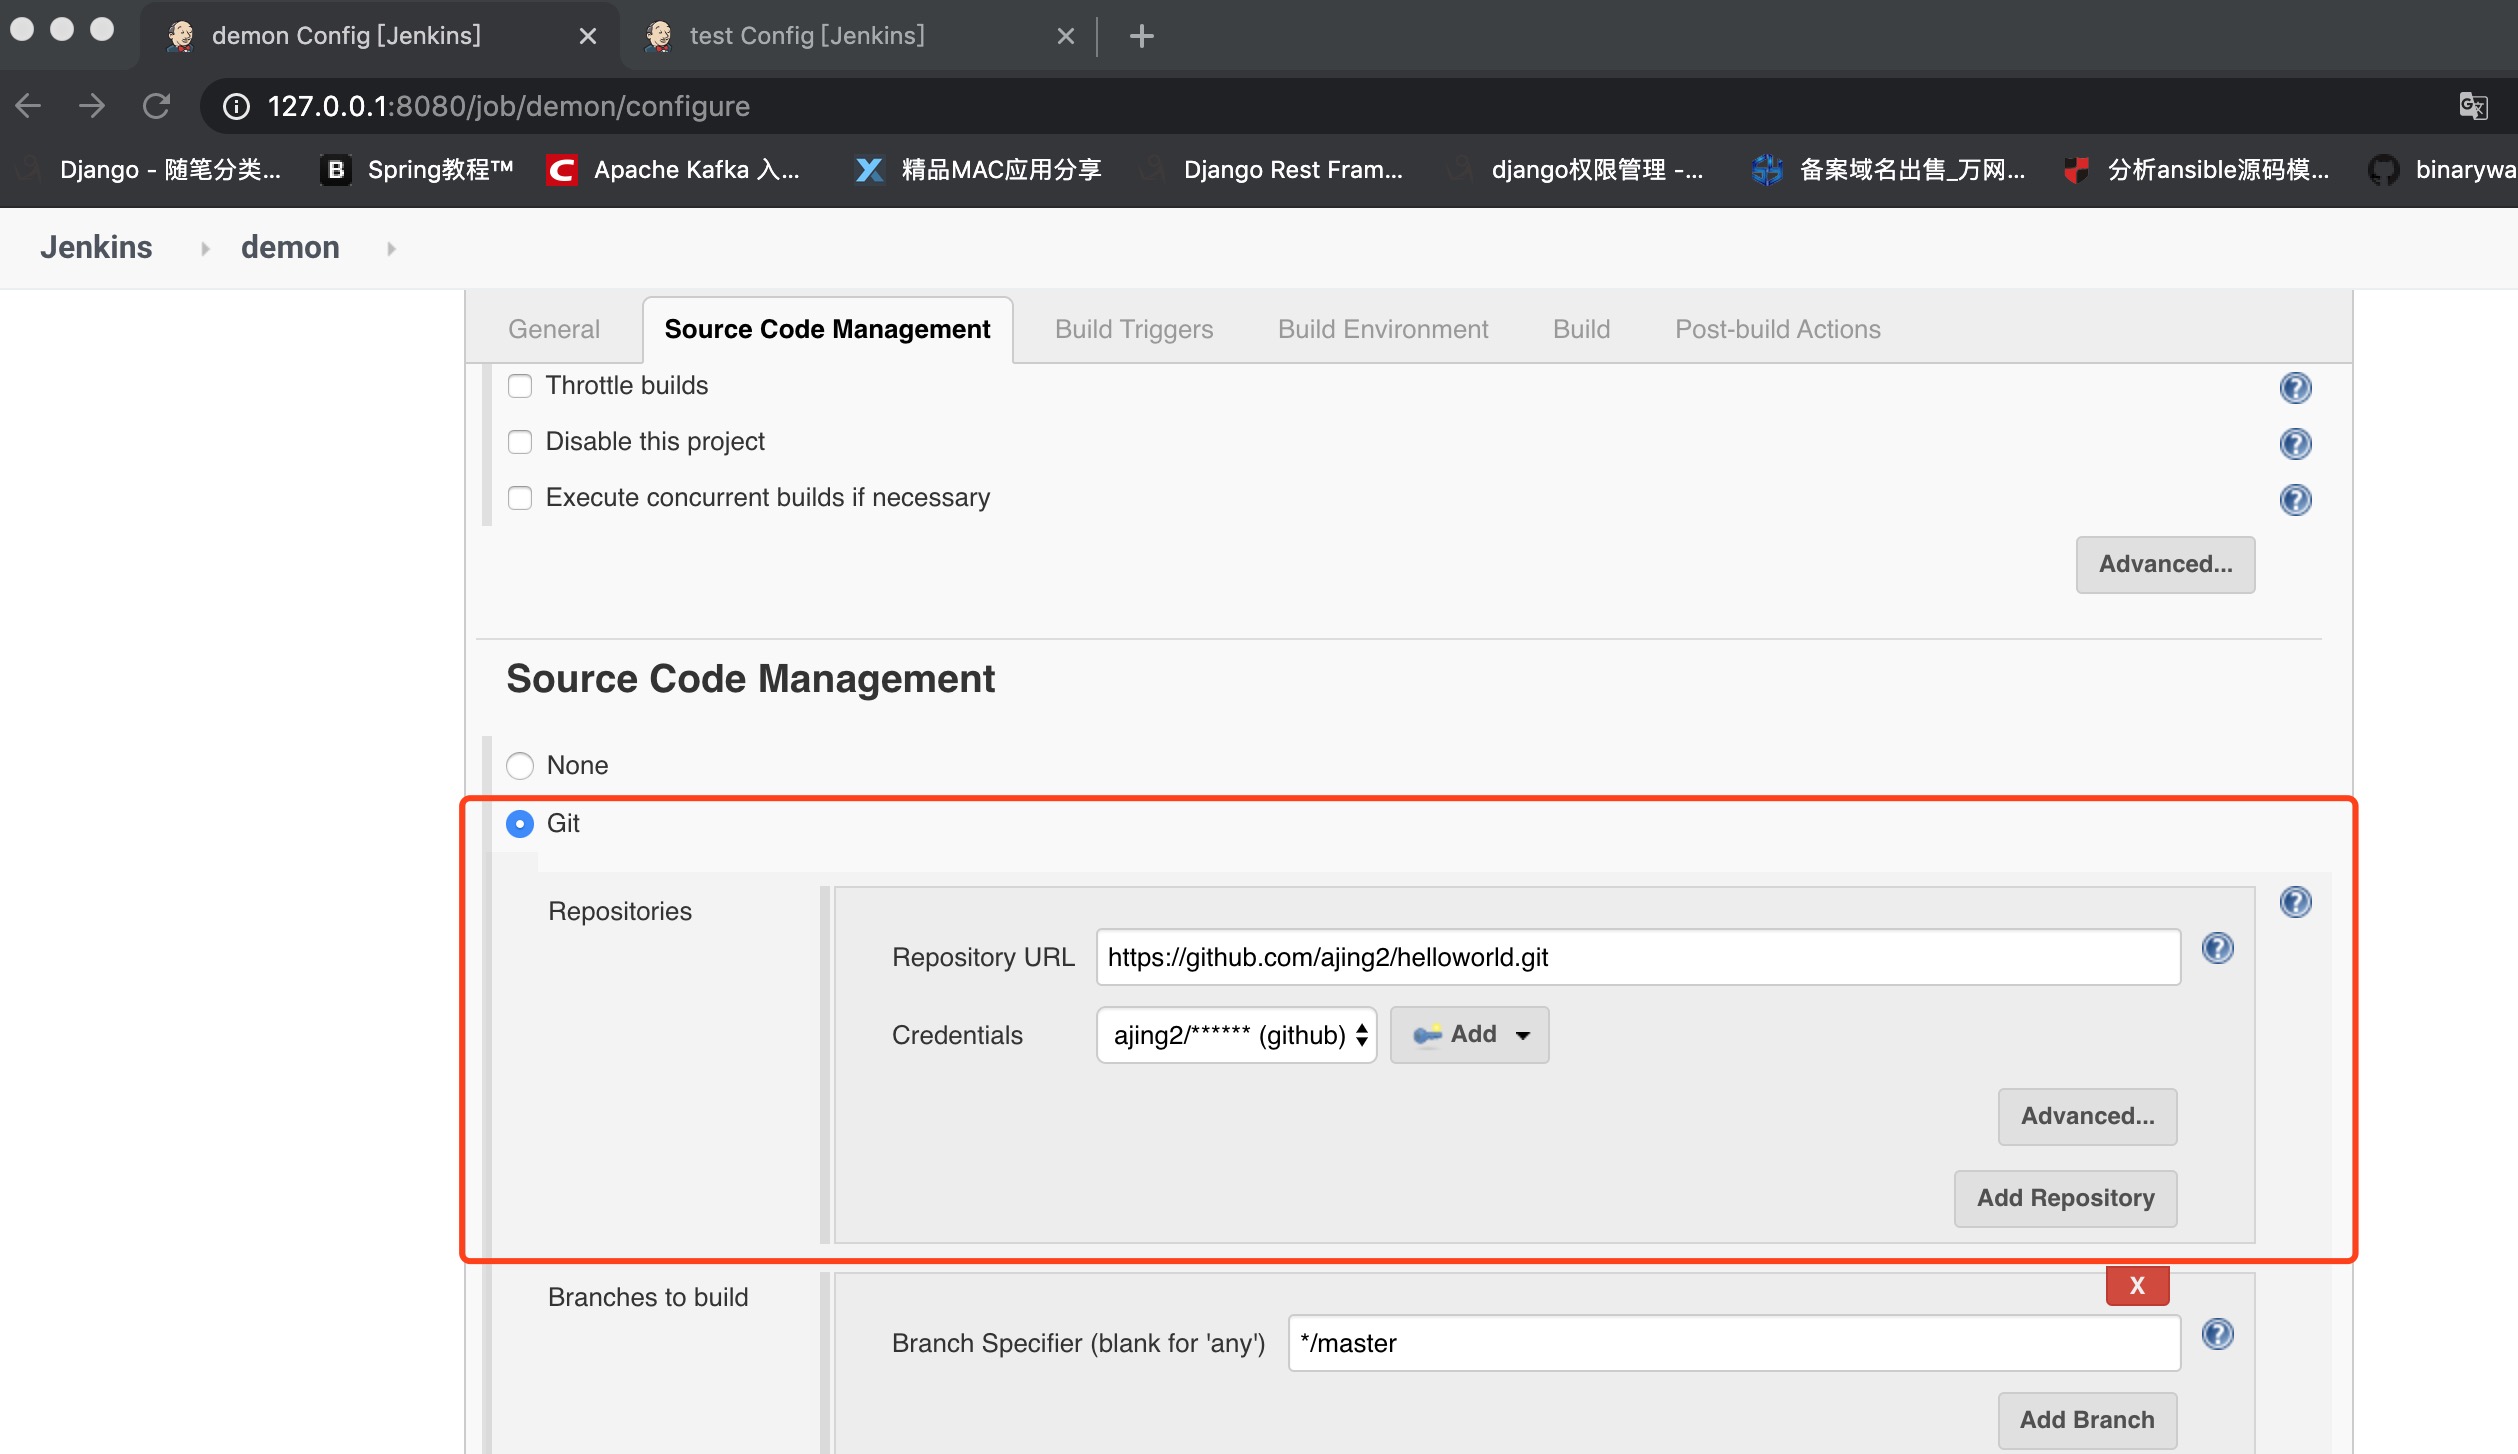 demon Config [Jenkins]
test Config [Jenkins]
127.0.0.1:8080/job/demon/configure
Django - 随笔分类... Spring教程™ Apache Kafka 入... 精品MAC应用分享 Django Rest Fram... django权限管理 -... 备案域名出售_万网... 分析ansible源码模... binarywa
Jenkins demon
General Source Code Management Build Triggers Build Environment Build Post-build Actions
Throttle builds
Disable this project
Execute concurrent builds if necessary
Advanced...
Source Code Management
None
Git
Repositories
Repository URL https://github.com/ajing2/helloworld.git
Credentials ajing2/****** (github) Add
Advanced...
Add Repository
Branches to build
X
Branch Specifier (blank for 'any') */master
Add Branch